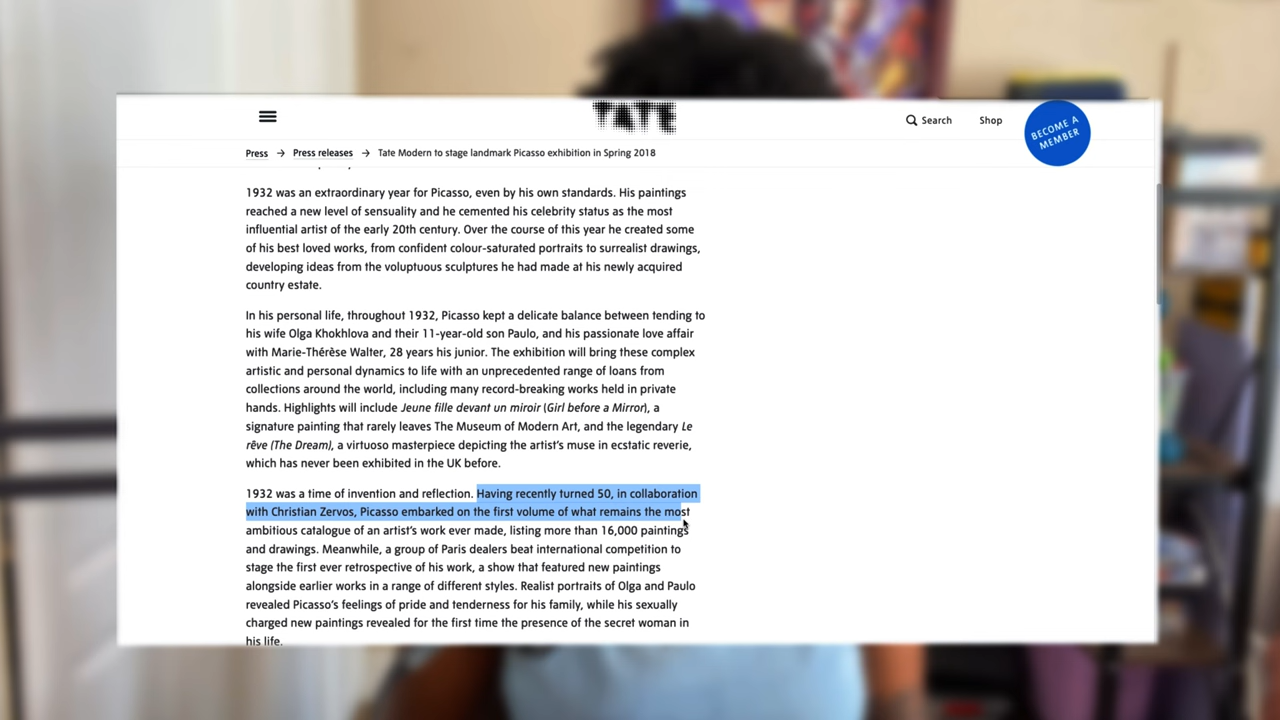 TATE
Search
Shop
BECOME A
MEMBER
Press → Press releases → Tate Modern to stage landmark Picasso exhibition in Spring 2018
1932 was an extraordinary year for Picasso, even by his own standards. His paintings
reached a new level of sensuality and he cemented his celebrity status as the most
influential artist of the early 20th century. Over the course of this year he created some
of his best loved works, from confident colour-saturated portraits to surrealist drawings,
developing ideas from the voluptuous sculptures he had made at his newly acquired
country estate.
In his personal life, throughout 1932, Picasso kept a delicate balance between tending to
his wife Olga Khokhlova and their 11-year-old son Paulo, and his passionate love affair
with Marie-Thérèse Walter, 28 years his junior. The exhibition will bring these complex
artistic and personal dynamics to life with an unprecedented range of loans from
collections around the world, including many record-breaking works held in private
hands. Highlights will include Jeune fille devant un miroir (Girl before a Mirror), a
signature painting that rarely leaves The Museum of Modern Art, and the legendary Le
rêve (The Dream), a virtuoso masterpiece depicting the artist's muse in ecstatic reverie,
which has never been exhibited in the UK before.
1932 was a time of invention and reflection. Having recently turned 50, in collaboration
with Christian Zervos, Picasso embarked on the first volume of what remains the most
ambitious catalogue of an artist's work ever made, listing more than 16,000 paintings
and drawings. Meanwhile, a group of Paris dealers beat international competition to
stage the first ever retrospective of his work, a show that featured new paintings
alongside earlier works in a range of different styles. Realist portraits of Olga and Paulo
revealed Picasso's feelings of pride and tenderness for his family, while his sexually
charged new paintings revealed for the first time the presence of the secret woman in
his life.